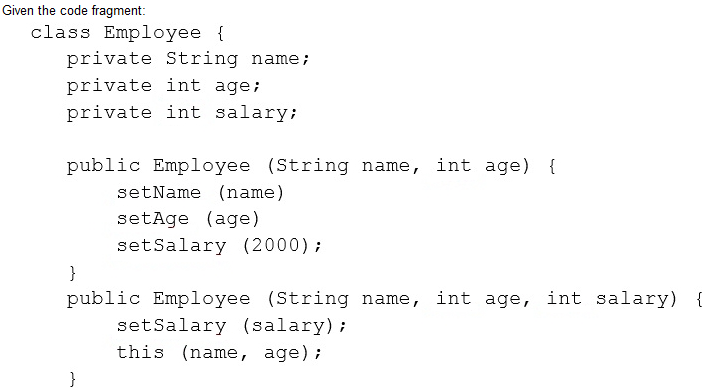 Given the code fragment:
class Employee {
private String name;
private int age;
private int salary;
public Employee (String name, int age) {
setName (name)
setAge (age)
setSalary (2000);
}
public Employee (String name, int age, int salary) {
setSalary (salary);
this (name, age);
}